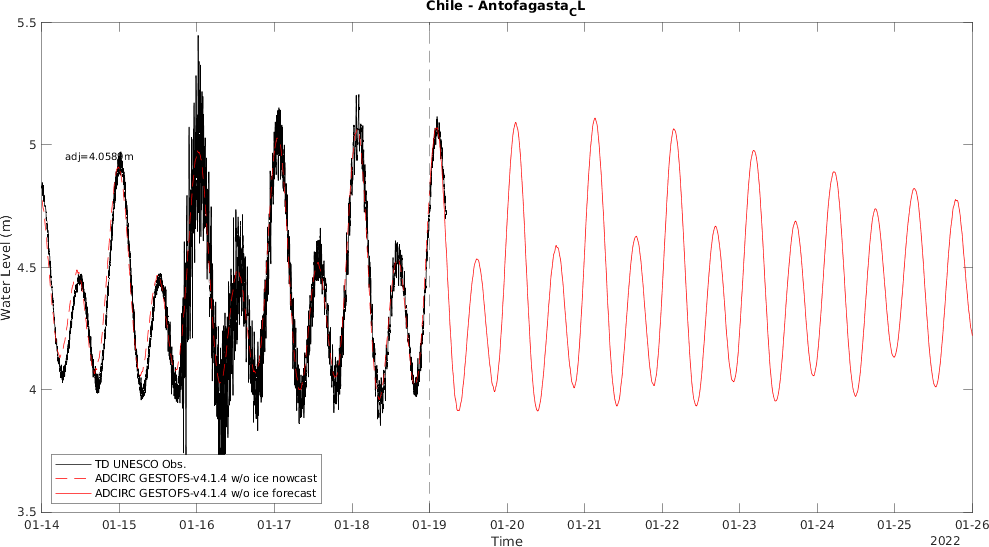 Chile - Antofagasta_CL
5.5
5
4.5
4
3.5
Water Level (m)
adj=4.0589m
TD UNESCO Obs.
ADCIRC GESTOFS-v4.1.4 w/o ice nowcast
ADCIRC GESTOFS-v4.1.4 w/o ice forecast
01-14 01-15 01-16 01-17 01-18 01-19 01-20 01-21 01-22 01-23 01-24 01-25 01-26
Time
2022